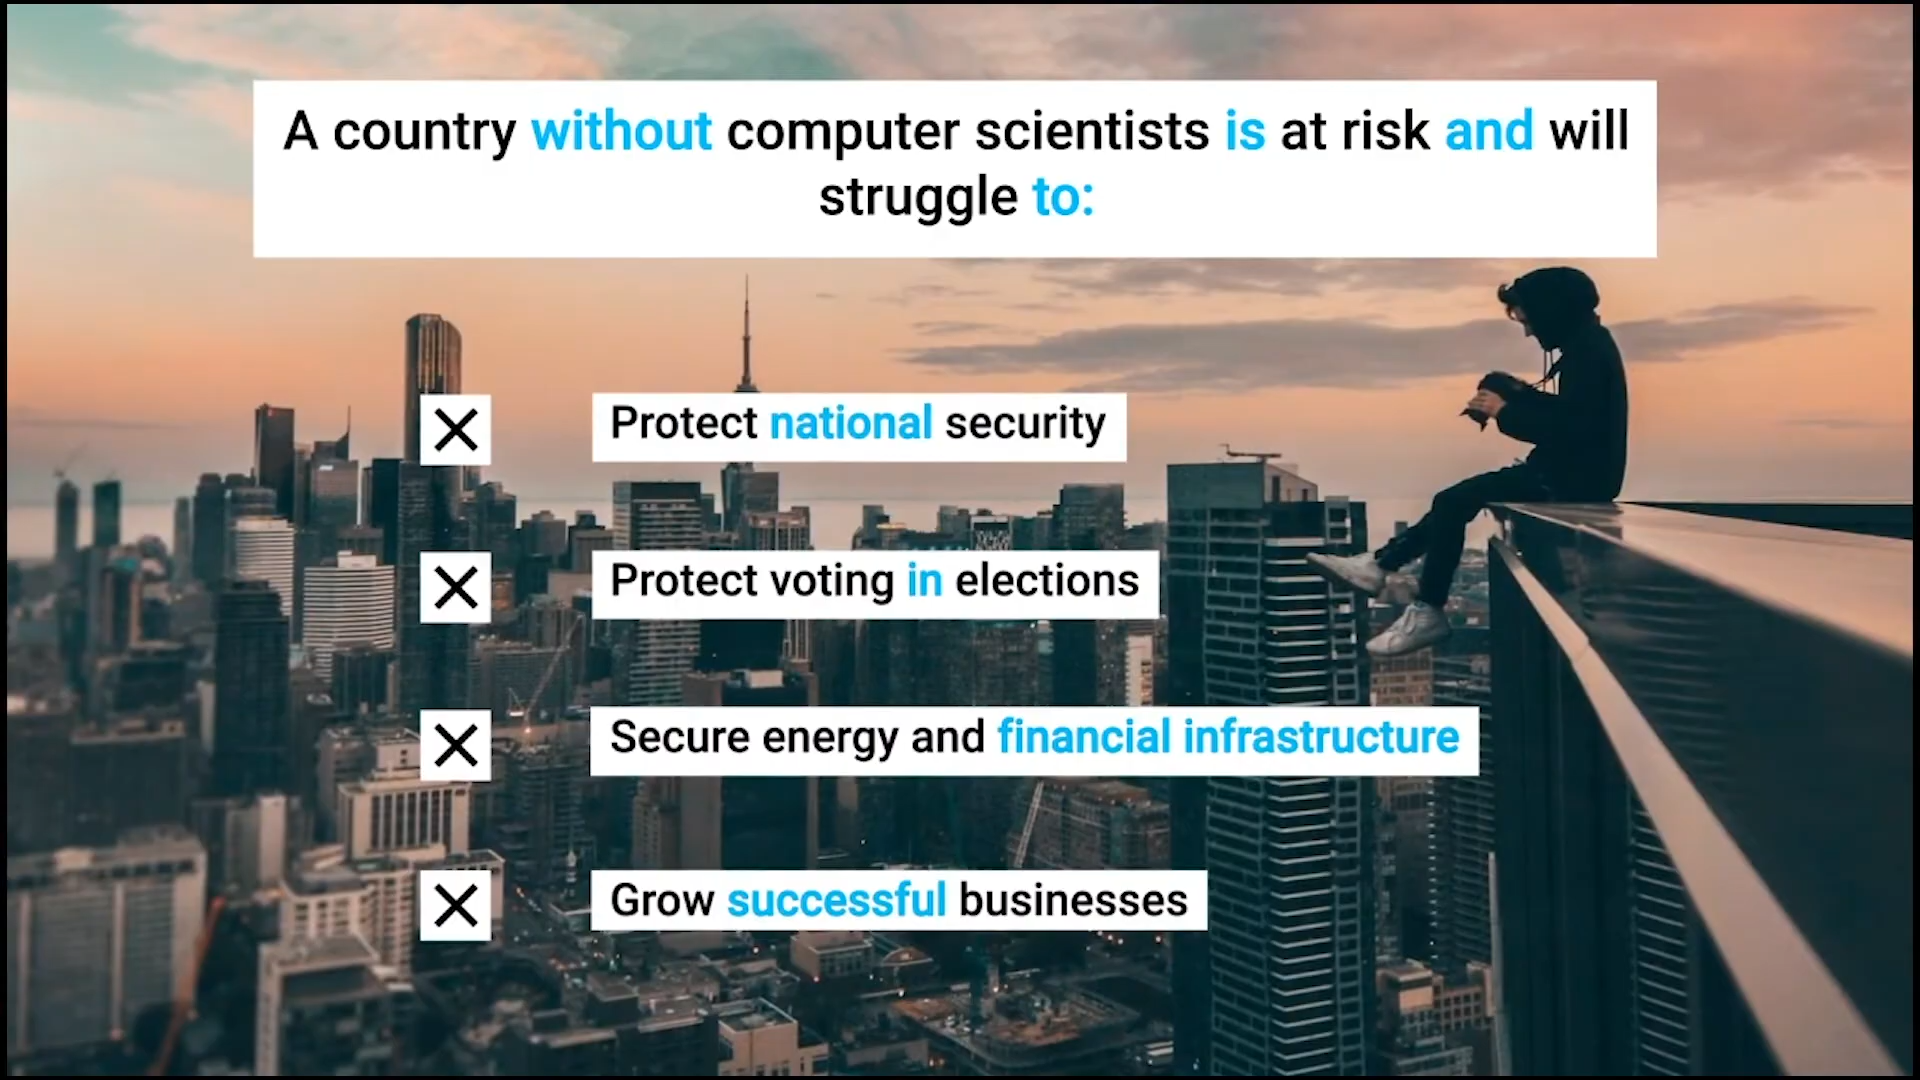 A country without computer scientists is at risk and will
struggle to:
Protect national security
Protect voting in elections
Secure energy and financial infrastructure
Grow successful businesses